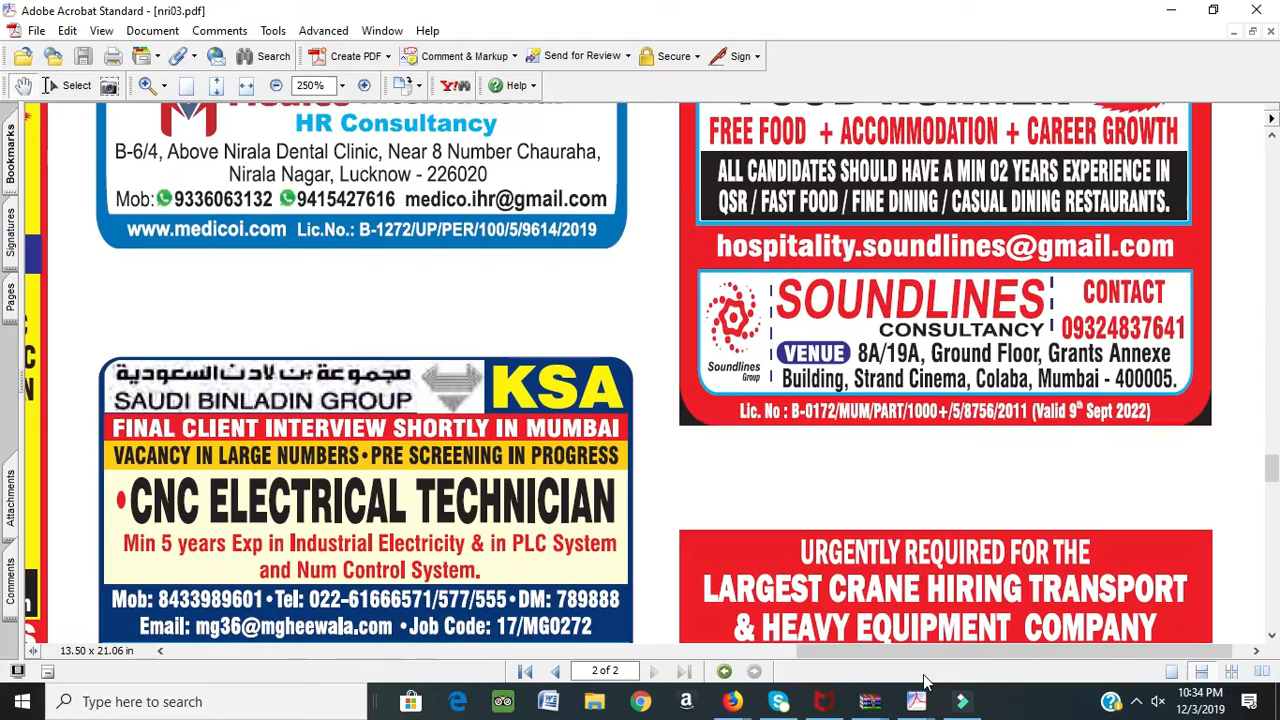 Adobe Acrobat Standard - [nri03.pdf]
File Edit View Document Comments Tools Advanced Window Help
Search Create PDF Comment & Markup Send for Review Secure Sign
Select 250% Y! Help
Bookmarks
Signatures
Pages
Attachments
Comments
HR Consultancy
B-6/4, Above Nirala Dental Clinic, Near 8 Number Chauraha,
Nirala Nagar, Lucknow - 226020
Mob: 9336063132 9415427616 medico.ihr@gmail.com
www.medicoi.com Lic.No.: B-1272/UP/PER/100/5/9614/2019
مجموعة بن لادن السعودية
SAUDI BINLADIN GROUP
KSA
FINAL CLIENT INTERVIEW SHORTLY IN MUMBAI
VACANCY IN LARGE NUMBERS • PRE SCREENING IN PROGRESS
•CNC ELECTRICAL TECHNICIAN
Min 5 years Exp in Industrial Electricity & in PLC System
and Num Control System.
Mob: 8433989601 • Tel: 022-61666571/577/555 • DM: 789888
Email: mg36@mgheewala.com • Job Code: 17/MG0272
FREE FOOD + ACCOMMODATION + CAREER GROWTH
ALL CANDIDATES SHOULD HAVE A MIN 02 YEARS EXPERIENCE IN
QSR / FAST FOOD / FINE DINING / CASUAL DINING RESTAURANTS.
hospitality.soundlines@gmail.com
Soundlines
Group
SOUNDLINES
CONSULTANCY
CONTACT
09324837641
VENUE 8A/19A, Ground Floor, Grants Annexe
Building, Strand Cinema, Colaba, Mumbai - 400005.
Lic. No : B-0172/MUM/PART/1000+/5/8756/2011 (Valid 9th Sept 2022)
URGENTLY REQUIRED FOR THE
LARGEST CRANE HIRING TRANSPORT
& HEAVY EQUIPMENT COMPANY
13.50 x 21.06 in
2 of 2
Type here to search
10:34 PM
12/3/2019